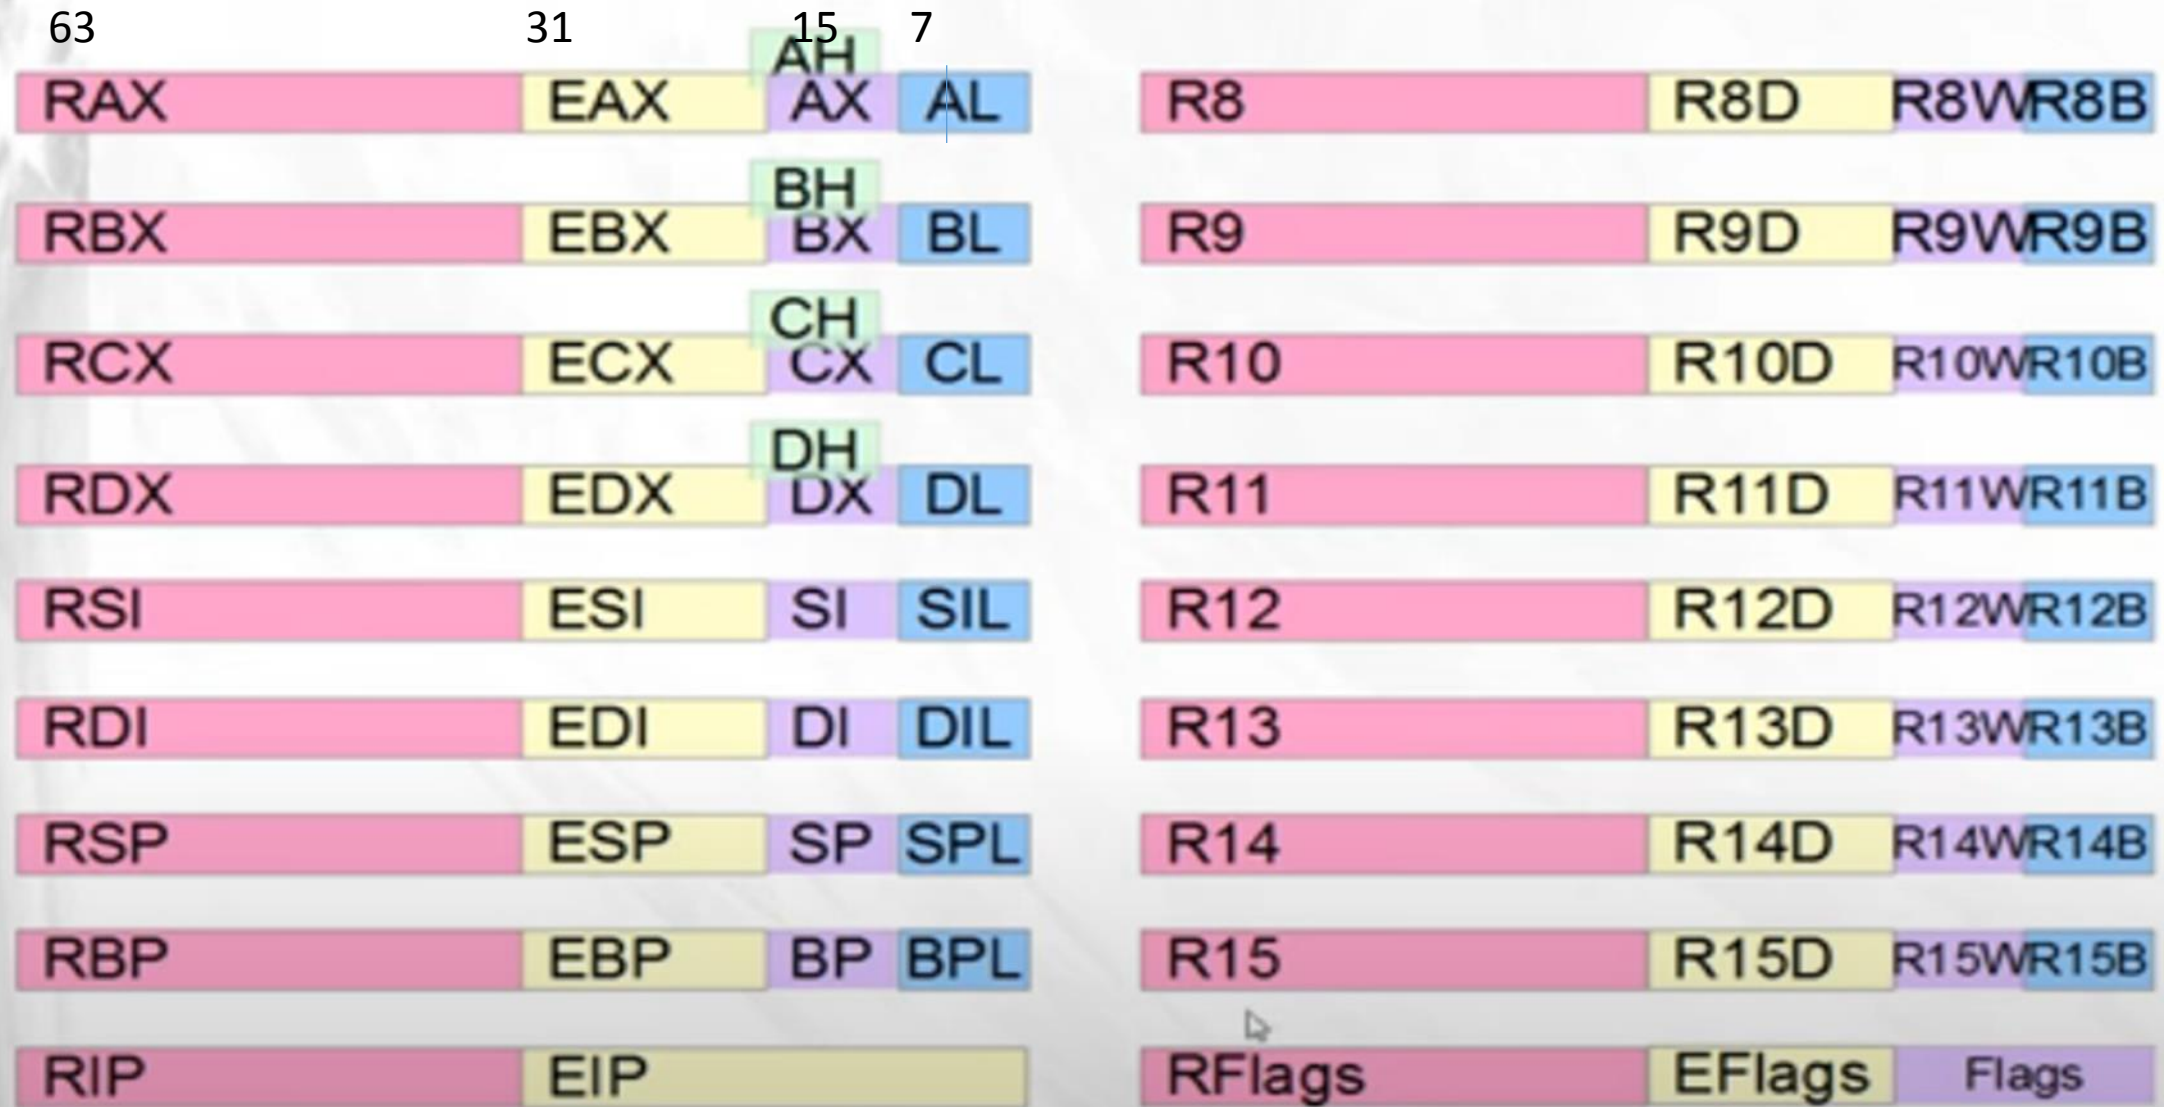 63 31 15 7
AH
RAX EAX AX AL R8 R8D R8W R8B
BH
RBX EBX BX BL R9 R9D R9W R9B
CH
RCX ECX CX CL R10 R10D R10W R10B
DH
RDX EDX DX DL R11 R11D R11W R11B
RSI ESI SI SIL R12 R12D R12W R12B
RDI EDI DI DIL R13 R13D R13W R13B
RSP ESP SP SPL R14 R14D R14W R14B
RBP EBP BP BPL R15 R15D R15W R15B
RIP EIP RFlags EFlags Flags